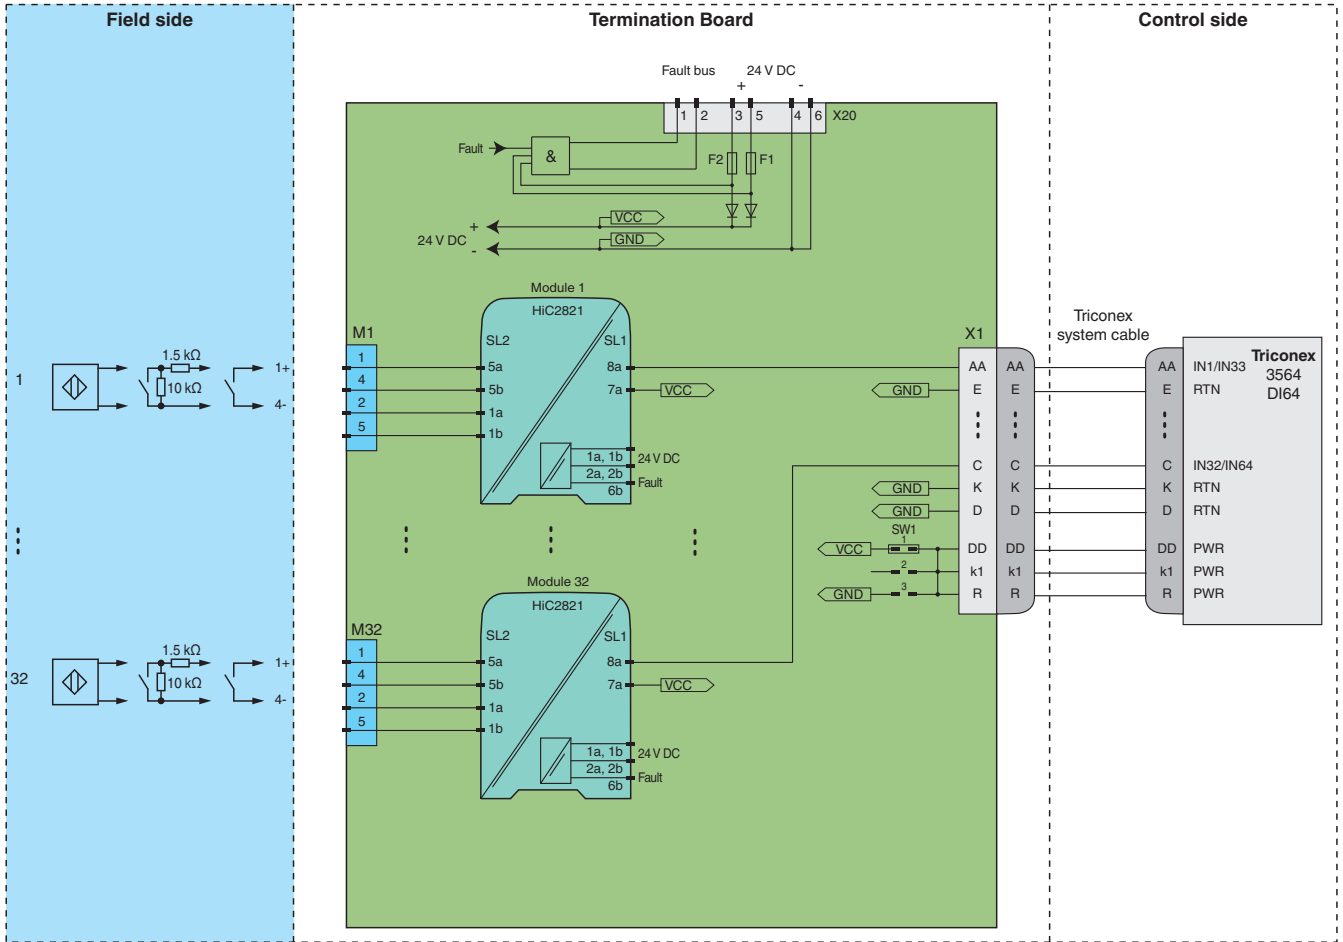 Field side
Termination Board
Control side
Fault bus 24 V DC
+ -
1 2 3 5 4 6 X20
Fault
&
F2 F1
VCC
+
24 V DC
-
GND
Module 1
HiC2821
M1
SL2 SL1
1 5a 8a
4 5b 7a VCC
2 1a
5 1b
1a, 1b 24 V DC
2a, 2b
Fault
6b
1
1.5 kΩ
10 kΩ
1+
4-
X1
Triconex
system cable
AA AA AA IN1/IN33
GND E E E RTN
Triconex
3564
DI64
C C C IN32/IN64
GND K K K RTN
GND D D D RTN
SW1
VCC 1 DD DD DD PWR
2 k1 k1 k1 PWR
GND 3 R R R PWR
Module 32
HiC2821
M32
SL2 SL1
1 5a 8a
4 5b 7a VCC
2 1a
5 1b
1a, 1b 24 V DC
2a, 2b
Fault
6b
32
1.5 kΩ
10 kΩ
1+
4-